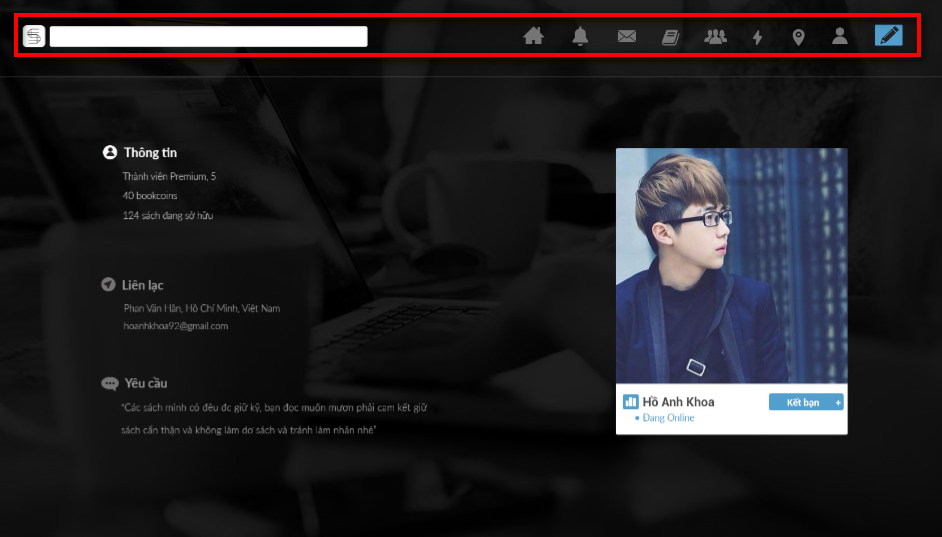 Thông tin
Thành viên Premium, 5
40 bookcoins
124 sách đang sở hữu
Liên lạc
Phan Văn Hân, Hồ Chí Minh, Việt Nam
hoanhkhoa92@gmail.com
Yêu cầu
"Các sách mình có đều đc giữ kỹ, bạn đọc muốn mượn phải cam kết giữ
sách cẩn thận và không làm dơ sách và tránh làm nhăn nhé"
Hồ Anh Khoa
Đang Online
Kết bạn +